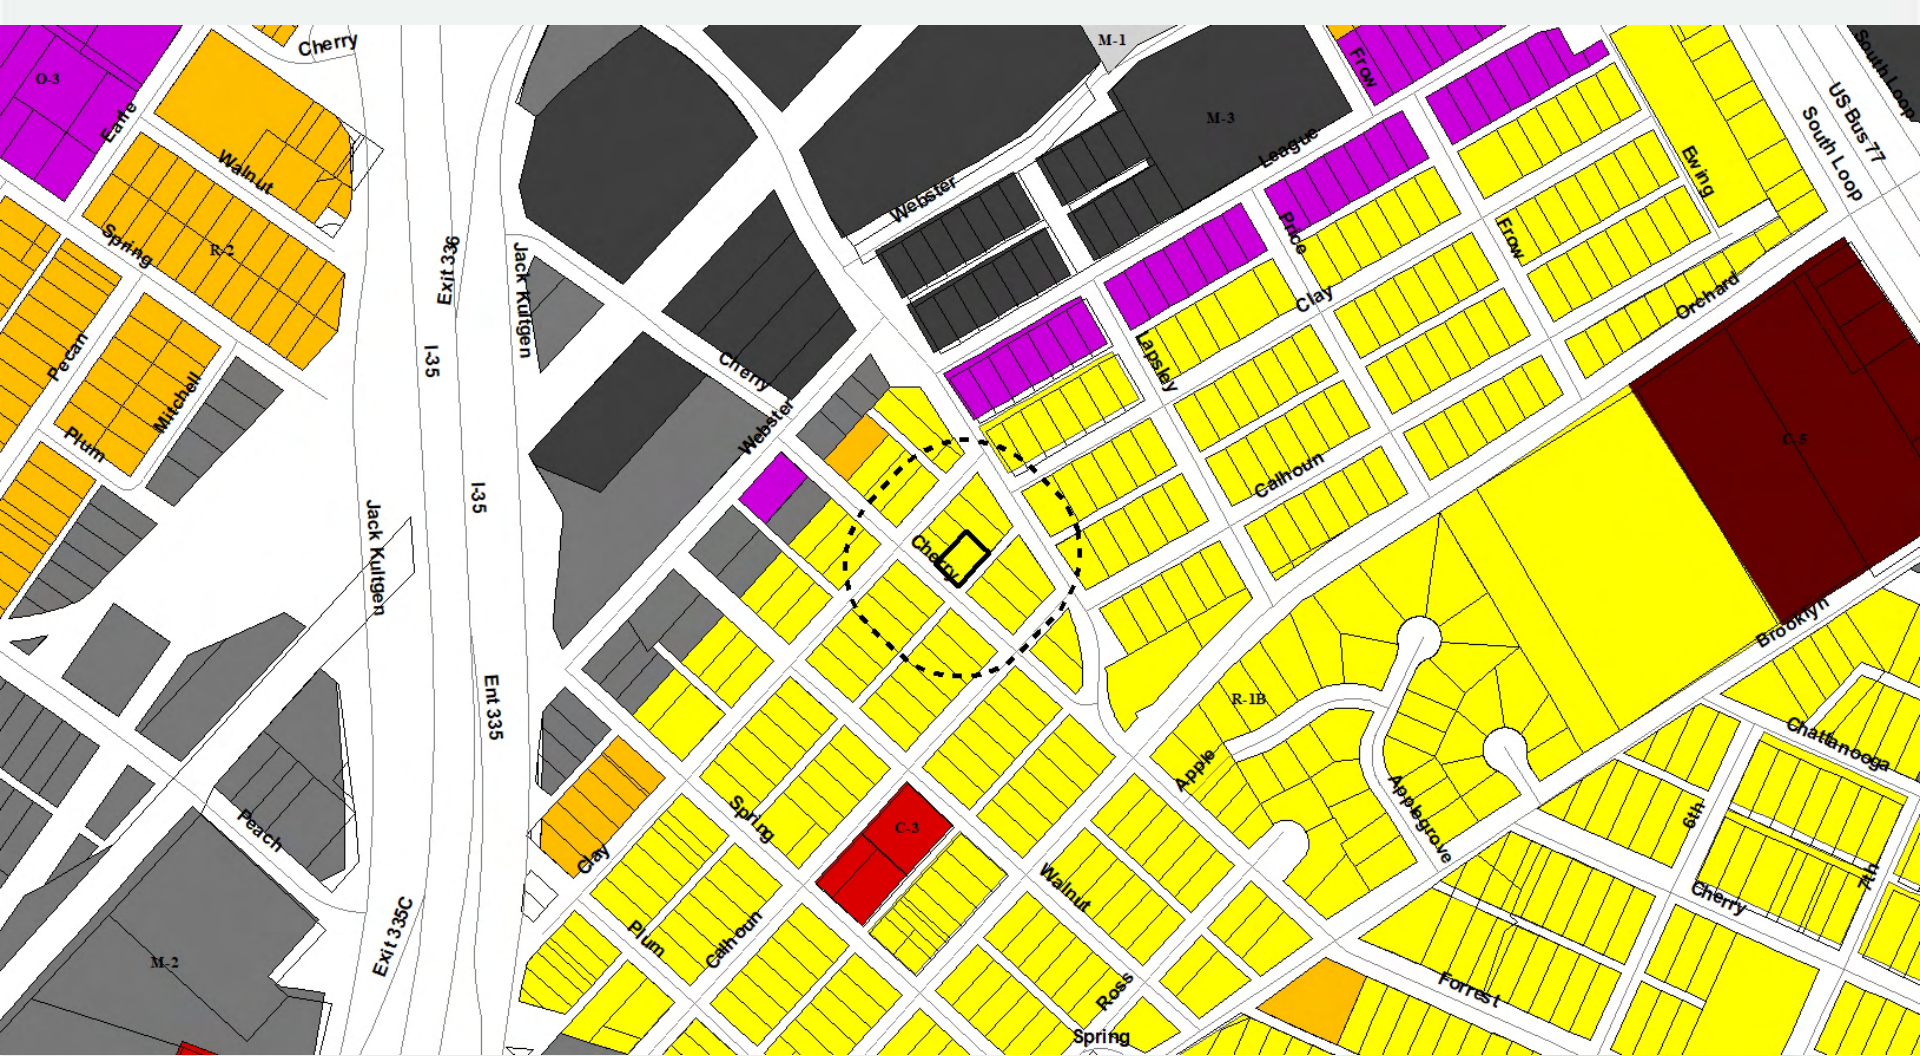 Cherry
M-1
O-3
Frow
South Loop
Earle
US Bus 77
South Loop
M-3
League
Walnut
Webster
Ewing
Spring
R-2
Exit 336
Jack Kultgen
Price
Frow
Clay
Orchard
I-35
Pecan
Mitchell
Cherry
Lapsley
Webster
Plum
C-5
Calhoun
I-35
Jack Kultgen
Cherry
Brooklyn
Ent 335
R-1B
Chattanooga
Apple
Applegrove
Peach
Spring
C-3
6th
Clay
Walnut
7th
Cherry
Plum
Calhoun
Exit 335C
M-2
Ross
Forrest
Spring